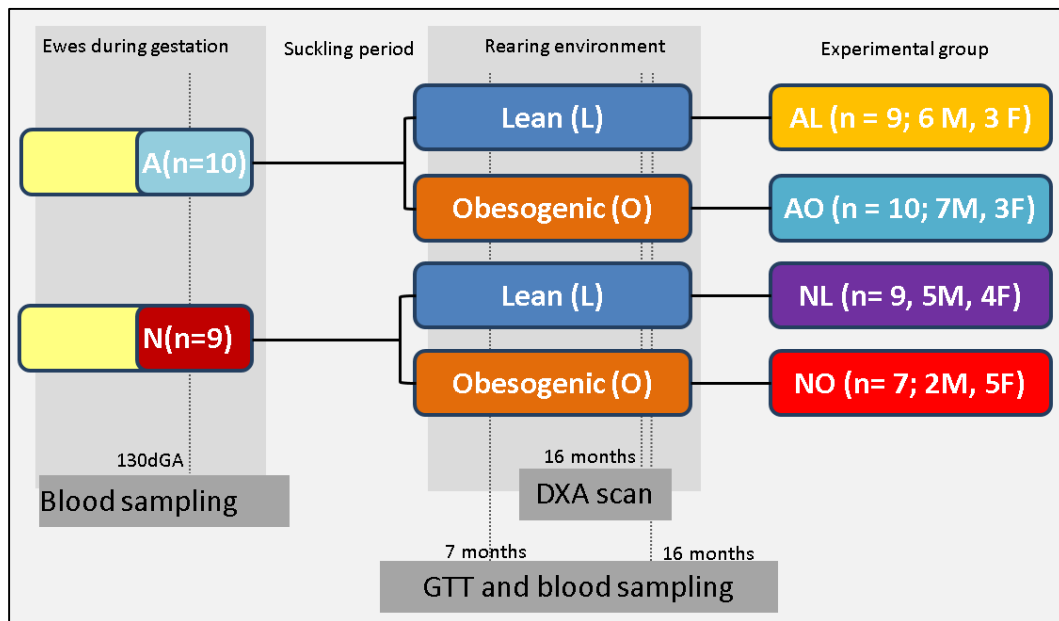 Ewes during gestation
Suckling period
Rearing environment
Experimental group
A(n=10)
Lean (L)
AL (n = 9; 6 M, 3 F)
Obesogenic (O)
AO (n = 10; 7M, 3F)
N(n=9)
Lean (L)
NL (n= 9, 5M, 4F)
Obesogenic (O)
NO (n= 7; 2M, 5F)
130dGA
Blood sampling
16 months
DXA scan
7 months
16 months
GTT and blood sampling